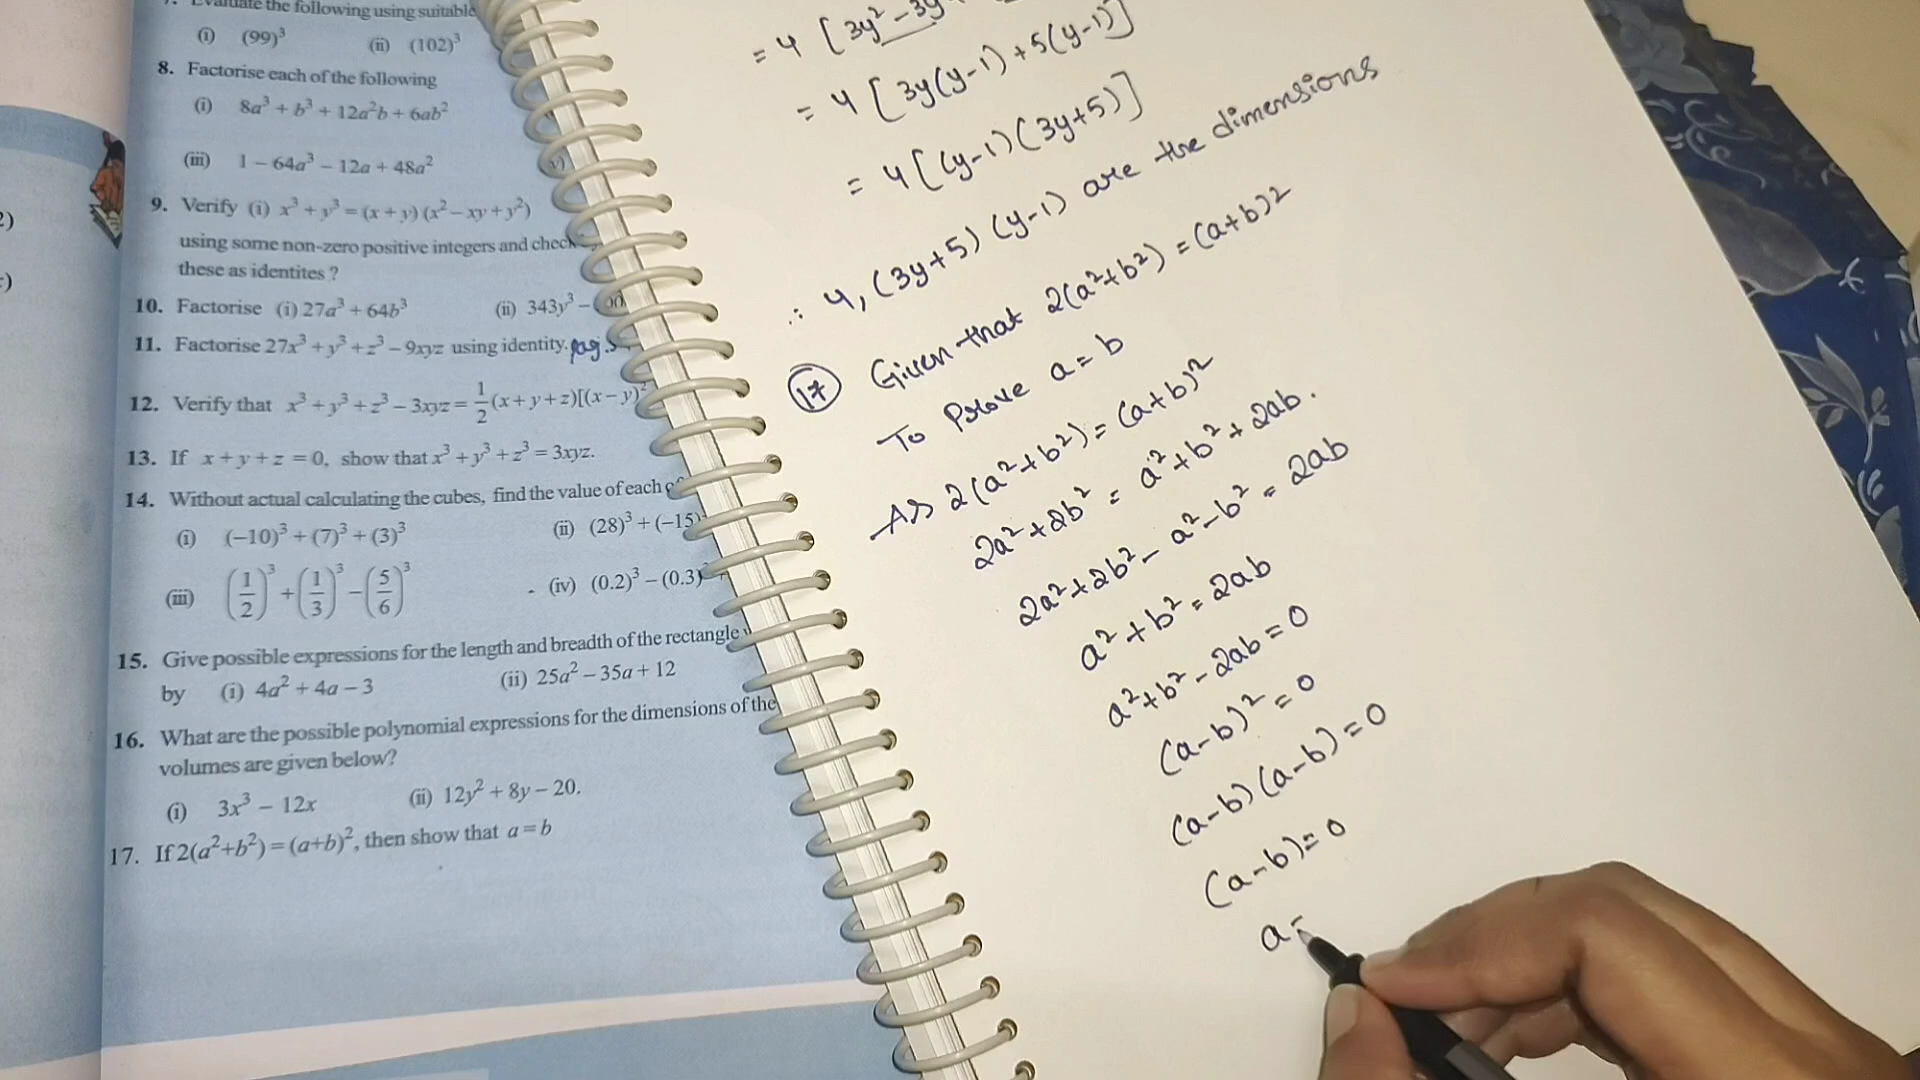 Evaluate the following using suitable
(i) (99)³ (ii) (102)³
8. Factorise each of the following
(i) 8a³ + b³ + 12a²b + 6ab²
(iii) 1 – 64a³ – 12a + 48a²
9. Verify (i) x³ + y³ = (x + y) (x² – xy + y²)
using some non-zero positive integers and check
these as identites ?
10. Factorise (i) 27a³ + 64b³ (ii) 343y³ –
11. Factorise 27x³ + y³ + z³ – 9xyz using identity. pag.
12. Verify that x³ + y³ + z³ – 3xyz = 1/2 (x + y + z)[(x – y)²
13. If x + y + z = 0, show that x³ + y³ + z³ = 3xyz.
14. Without actual calculating the cubes, find the value of each
(i) (–10)³ + (7)³ + (3)³ (ii) (28)³ + (–15)
(iii) (1/2)³ + (1/3)³ – (5/6)³ (iv) (0.2)³ – (0.3)
15. Give possible expressions for the length and breadth of the rectangle
by (i) 4a² + 4a – 3 (ii) 25a² – 35a + 12
16. What are the possible polynomial expressions for the dimensions of the
volumes are given below?
(i) 3x³ – 12x (ii) 12y² + 8y – 20.
17. If 2(a²+b²) = (a+b)², then show that a = b
= 4 [3y² – 3y
= 4 [3y(y-1) + 5(y-1)]
= 4 [(y-1) (3y+5)]
∴ 4, (3y+5) (y-1) are the dimensions
17 Given that 2(a²+b²) = (a+b)2
To Prove a = b
As 2(a²+b²) = (a+b)²
2a²+2b² = a²+b²+2ab.
2a²+2b² – a² – b² = 2ab
a²+b² = 2ab
a²+b² – 2ab = 0
(a-b)² = 0
(a-b) (a-b) = 0
(a-b) = 0
a